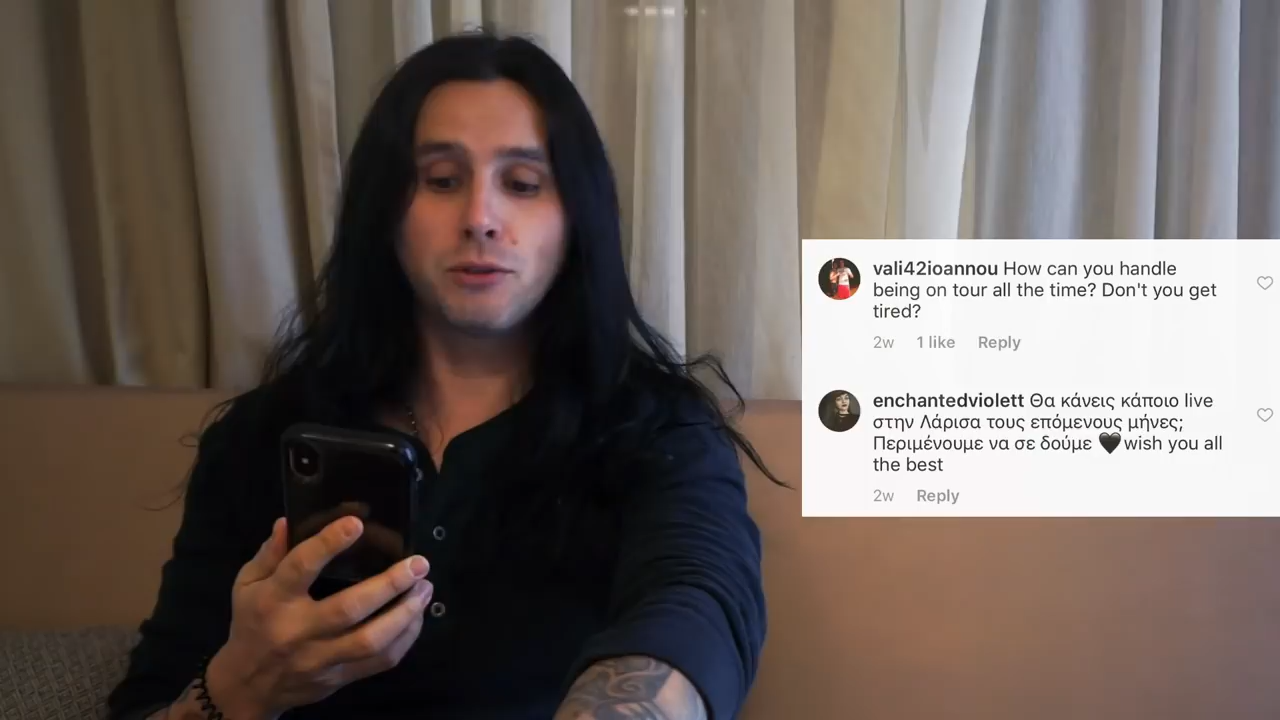 vali42ioannou How can you handle
being on tour all the time? Don't you get
tired?
2w 1 like Reply
enchantedviolett Θα κάνεις κάποιο live
στην Λάρισα τους επόμενους μήνες;
Περιμένουμε να σε δούμε 🖤wish you all
the best
2w Reply